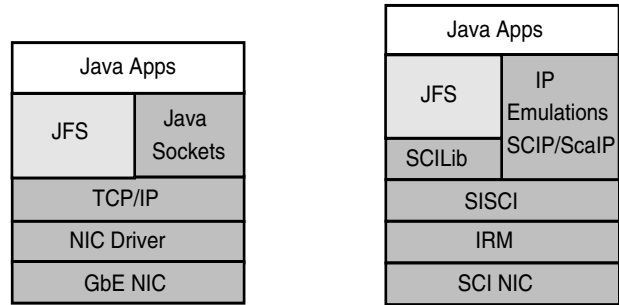 Java Apps
JFS
Java
Sockets
TCP/IP
NIC Driver
GbE NIC
Java Apps
JFS
SCILib
IP
Emulations
SCIP/ScaIP
SISCI
IRM
SCI NIC